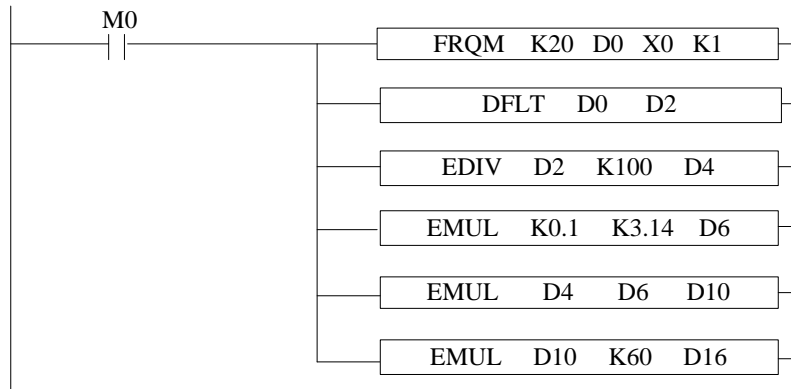 M0
FRQM K20 D0 X0 K1
DFLT D0 D2
EDIV D2 K100 D4
EMUL K0.1 K3.14 D6
EMUL D4 D6 D10
EMUL D10 K60 D16